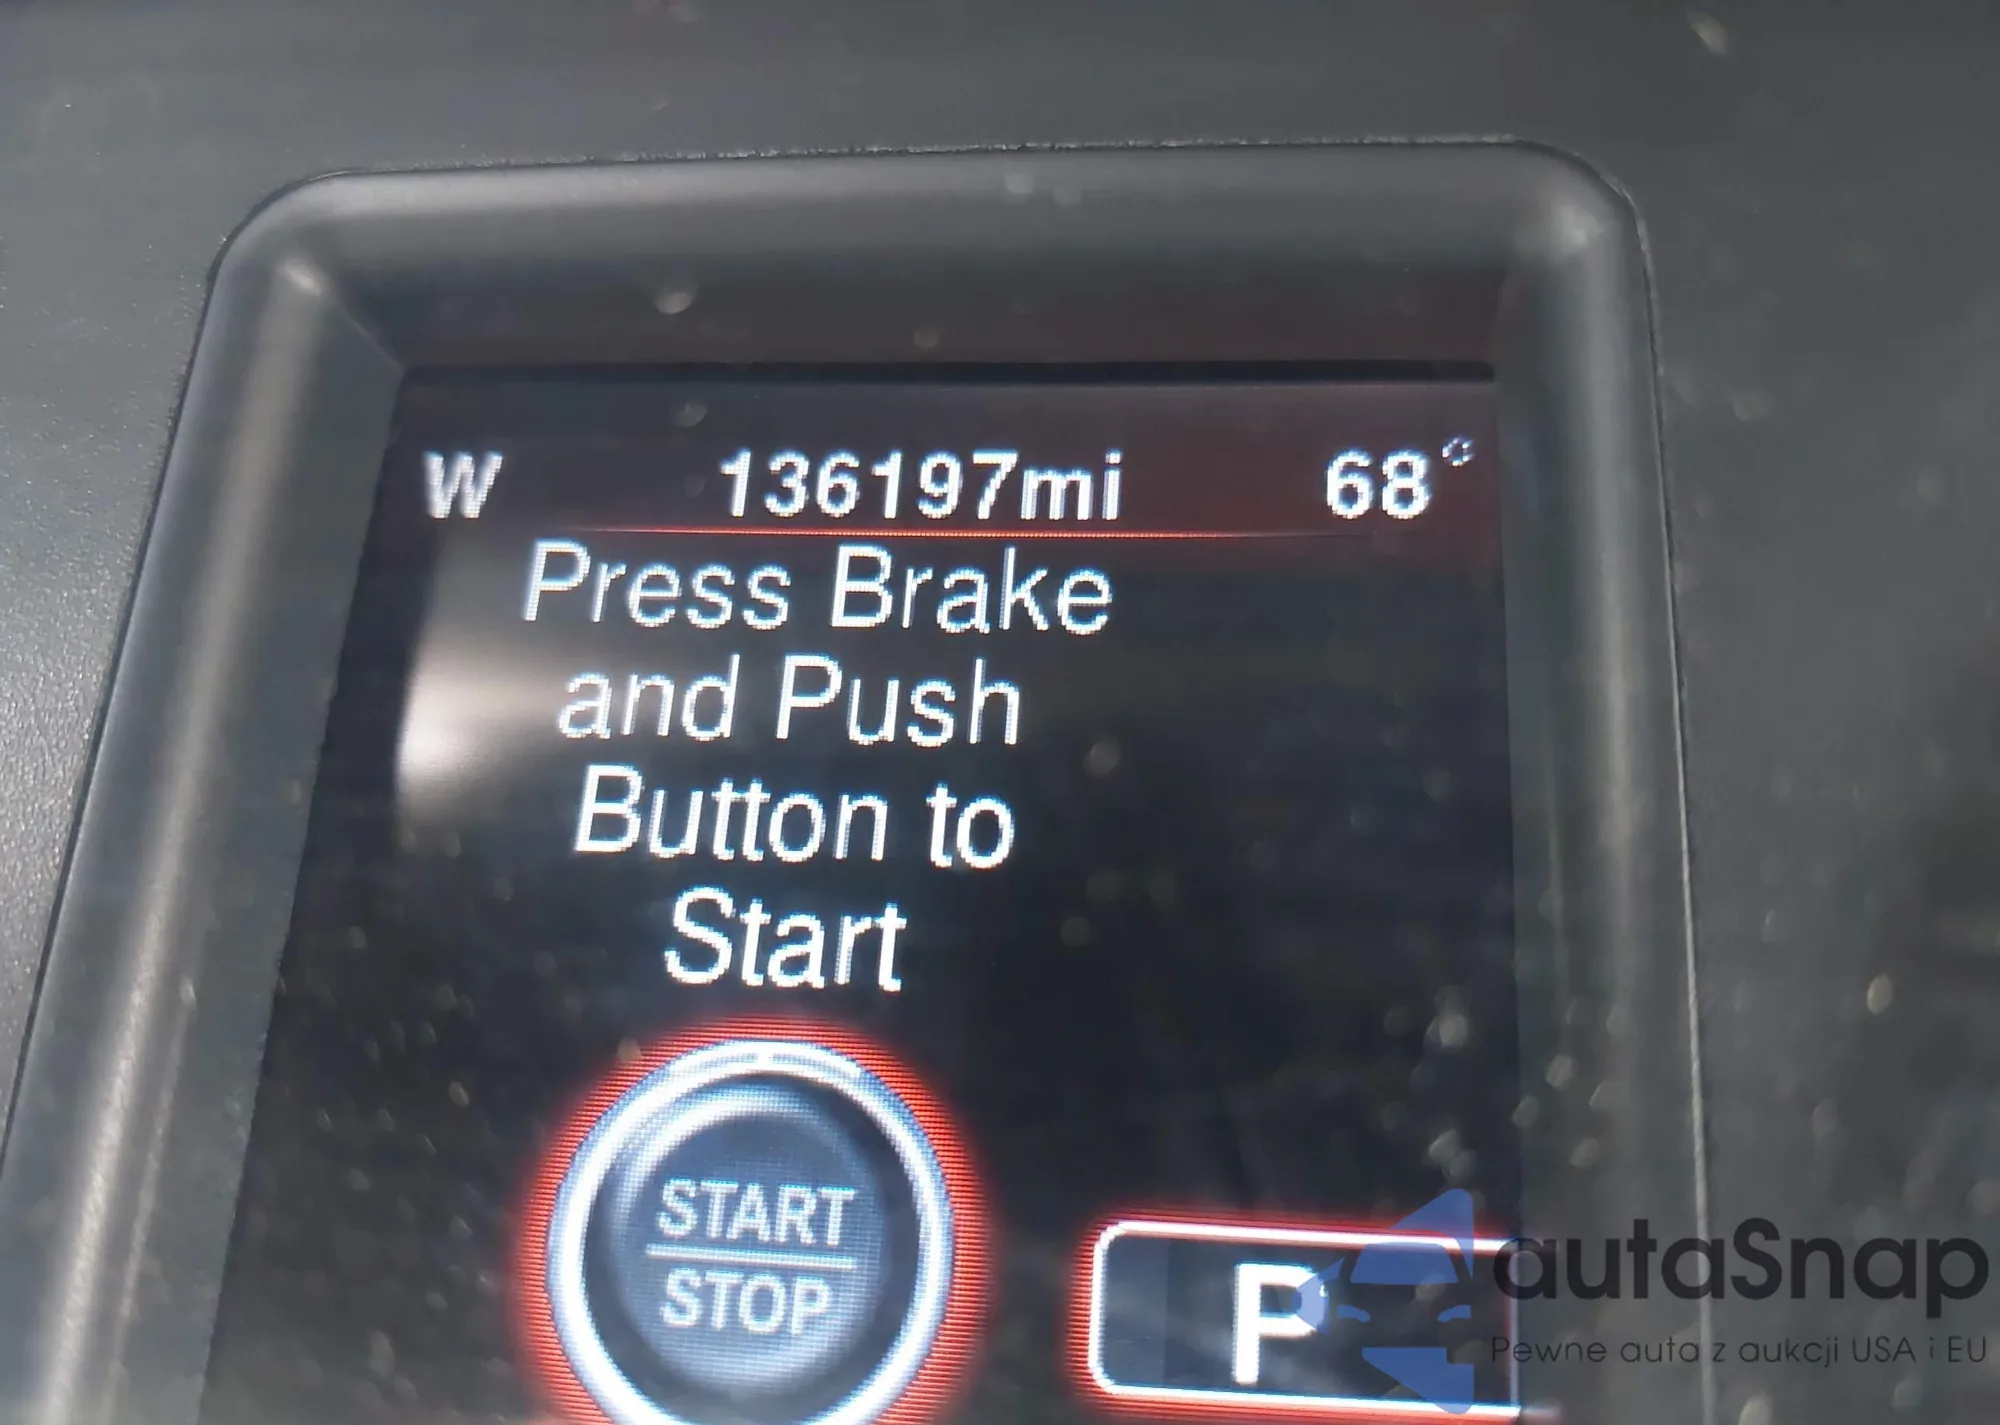 W 136197mi 68°
Press Brake
and Push
Button to
Start
START
STOP
P
autaSnap
Pewne auta z aukcji USA i EU